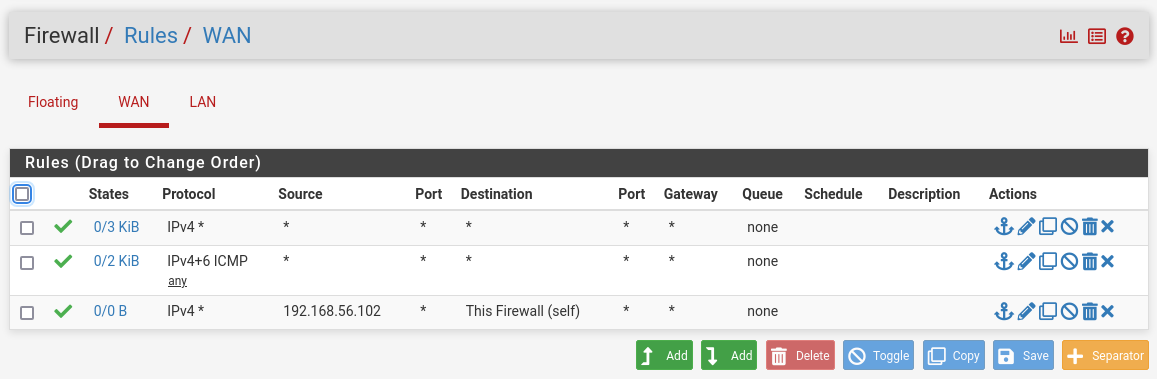 Firewall / Rules / WAN
Floating WAN LAN
Rules (Drag to Change Order)
States Protocol Source Port Destination Port Gateway Queue Schedule Description Actions
0/3 KiB IPv4 * * * * * * none
0/2 KiB IPv4+6 ICMP * * * * * none
any
0/0 B IPv4 * 192.168.56.102 * This Firewall (self) * * none
Add Add Delete Toggle Copy Save Separator